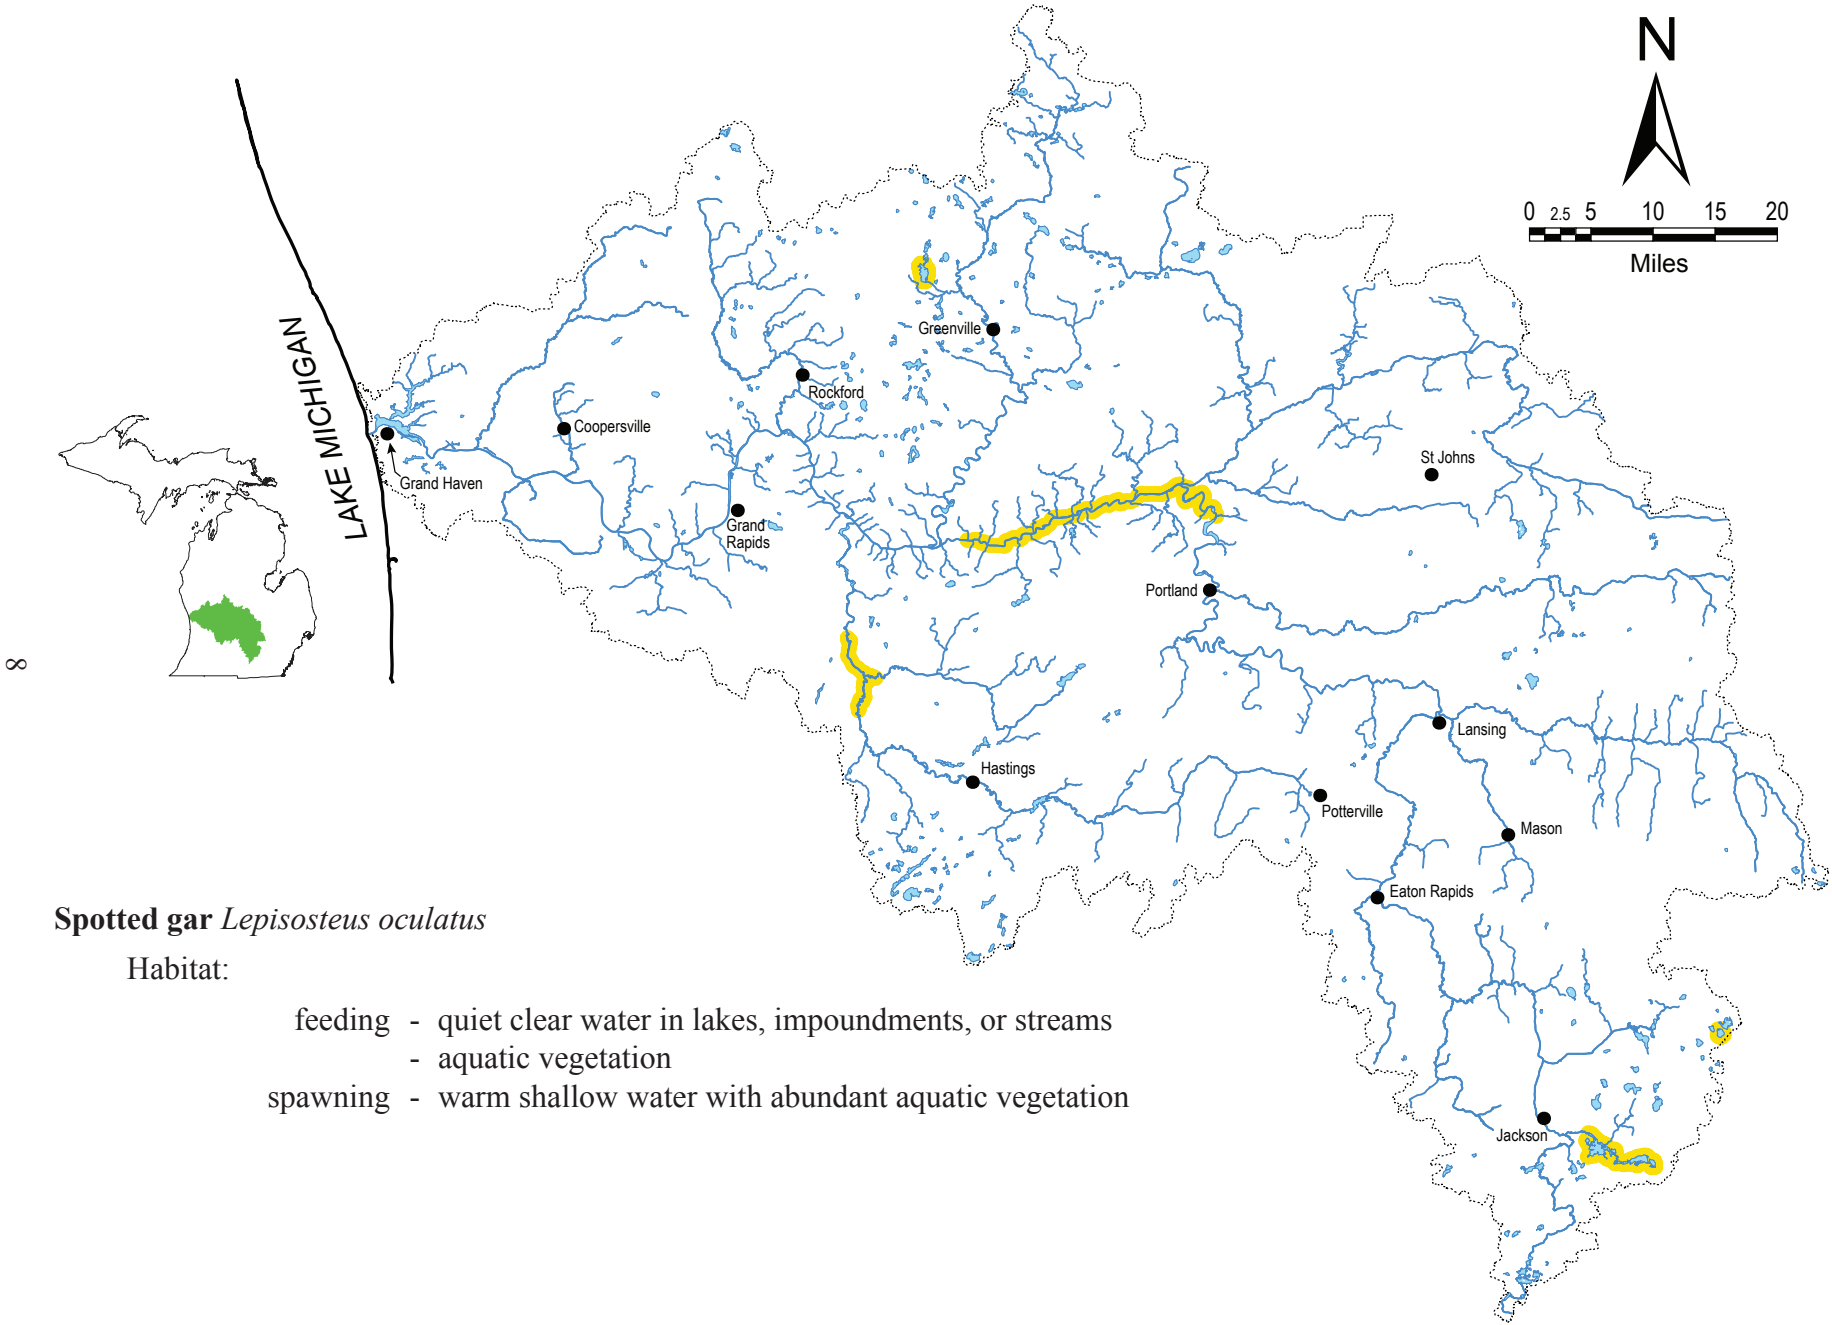 N
0 2.5 5 10 15 20
Miles
LAKE MICHIGAN
Greenville
Rockford
Coopersville
Grand Haven
St Johns
Grand
Rapids
Portland
8
Lansing
Hastings
Potterville
Mason
Eaton Rapids
Jackson
Spotted gar Lepisosteus oculatus
Habitat:
feeding - quiet clear water in lakes, impoundments, or streams
- aquatic vegetation
spawning - warm shallow water with abundant aquatic vegetation